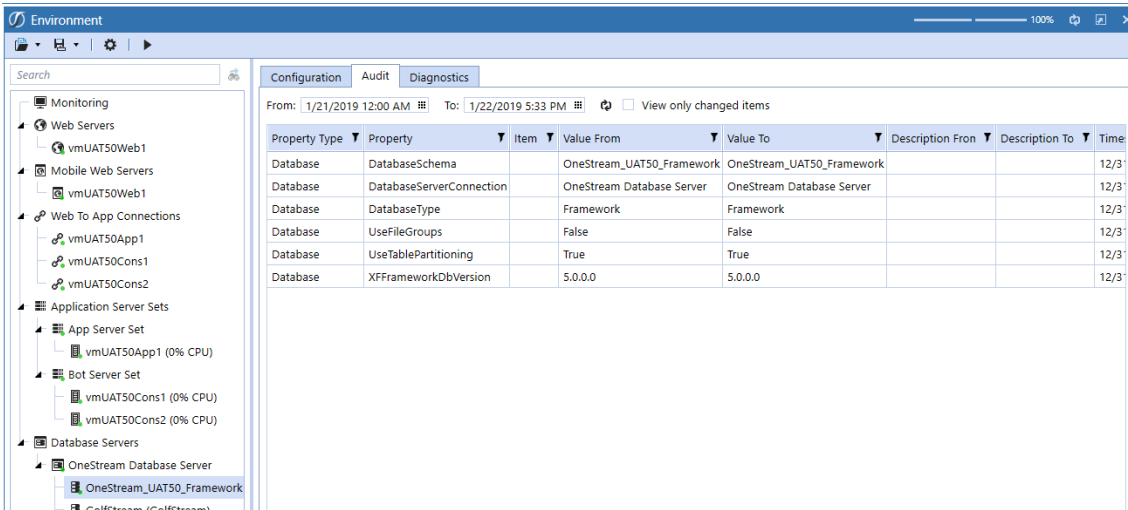 Environment
100%
Search
Monitoring
Web Servers
vmUAT50Web1
Mobile Web Servers
vmUAT50Web1
Web To App Connections
vmUAT50App1
vmUAT50Cons1
vmUAT50Cons2
Application Server Sets
App Server Set
vmUAT50App1 (0% CPU)
Bot Server Set
vmUAT50Cons1 (0% CPU)
vmUAT50Cons2 (0% CPU)
Database Servers
OneStream Database Server
OneStream_UAT50_Framework
GolfStream (GolfStream)
Configuration Audit Diagnostics
From: 1/21/2019 12:00 AM To: 1/22/2019 5:33 PM View only changed items
Property Type Property Item Value From Value To Description Fron Description To Time
Database DatabaseSchema OneStream_UAT50_Framework OneStream_UAT50_Framework 12/3
Database DatabaseServerConnection OneStream Database Server OneStream Database Server 12/3
Database DatabaseType Framework Framework 12/3
Database UseFileGroups False False 12/3
Database UseTablePartitioning True True 12/3
Database XFFrameworkDbVersion 5.0.0.0 5.0.0.0 12/3